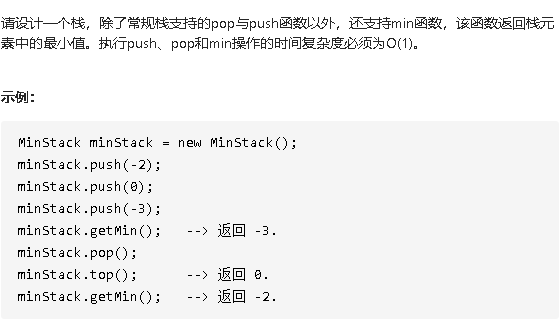 请设计一个栈，除了常规栈支持的pop与push函数以外，还支持min函数，该函数返回栈元
素中的最小值。执行push、pop和min操作的时间复杂度必须为O(1)。
示例：
MinStack minStack = new MinStack();
minStack.push(-2);
minStack.push(0);
minStack.push(-3);
minStack.getMin();   --> 返回 -3.
minStack.pop();
minStack.top();      --> 返回 0.
minStack.getMin();   --> 返回 -2.